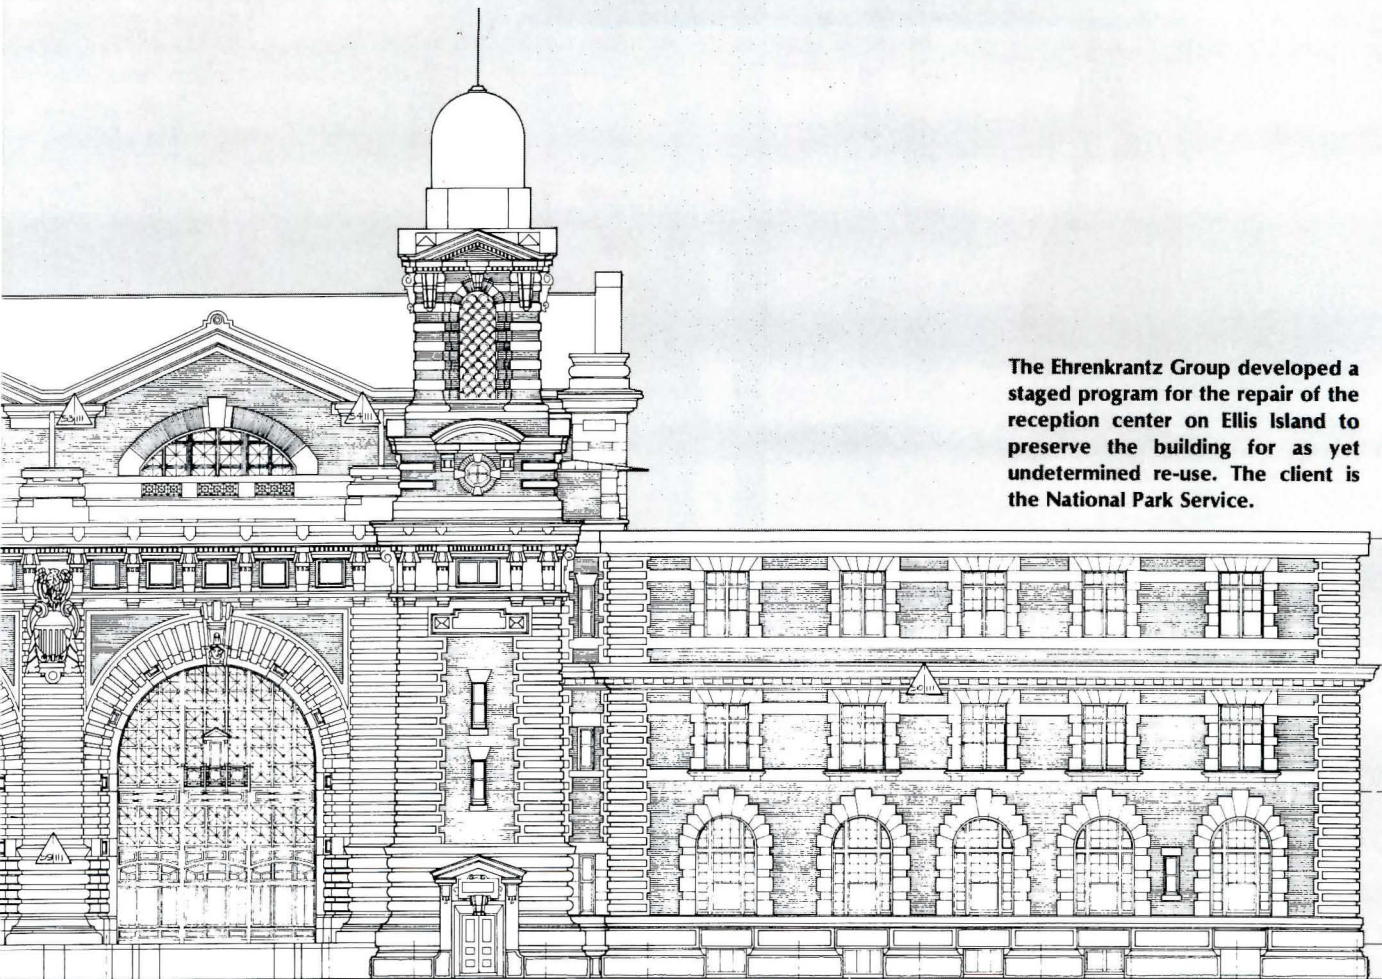 The Ehrenkrantz Group developed a
staged program for the repair of the
reception center on Ellis Island to
preserve the building for as yet
undetermined re-use. The client is
the National Park Service.